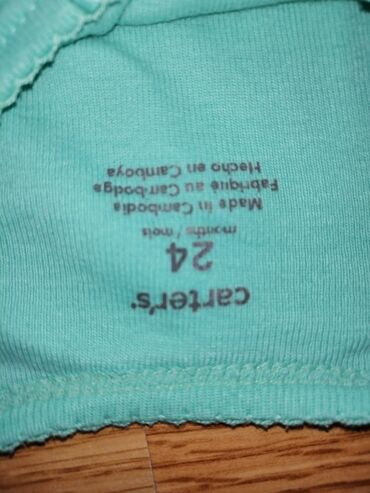 carter's®
24
months / mois
Made in Cambodia
Fabriqué au Cambodge
Hecho en Camboya